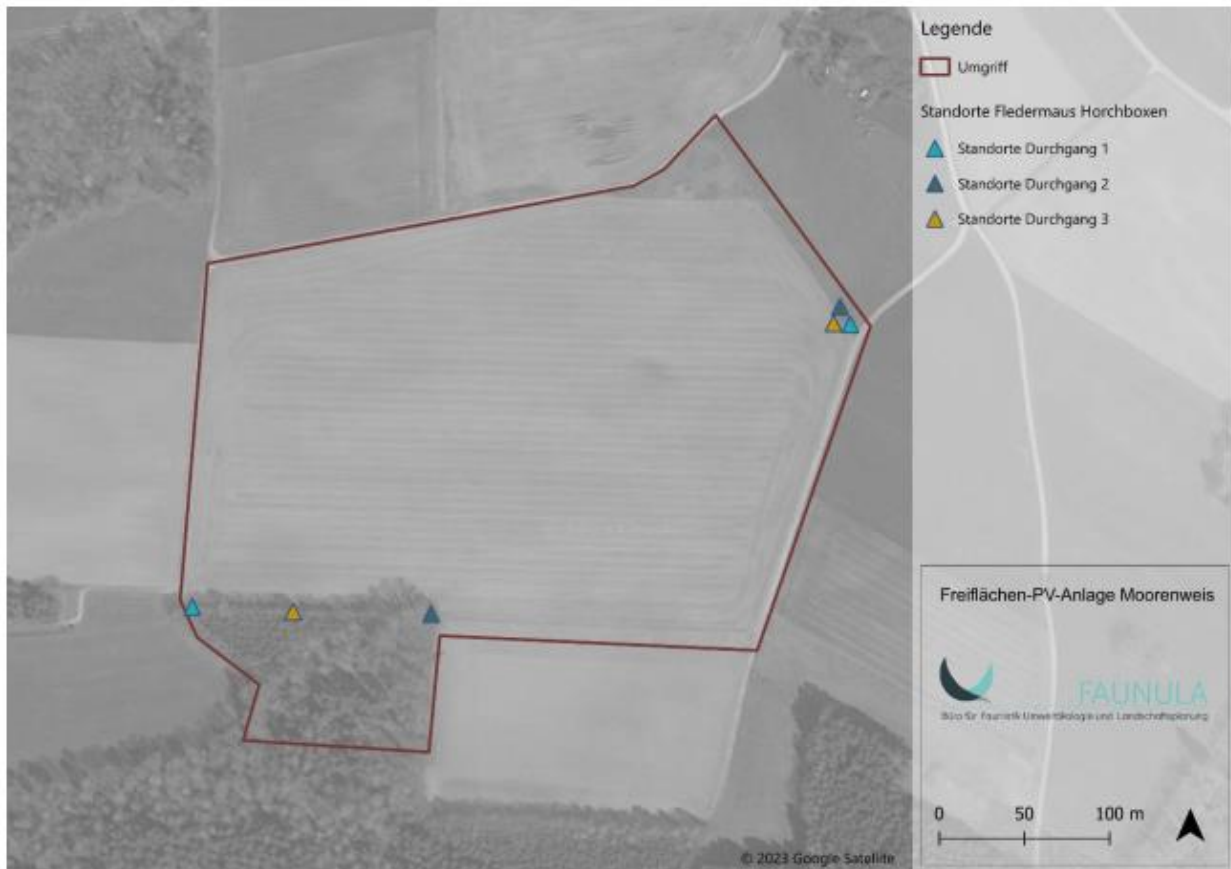 Legende
Umgriff
Standorte Fledermaus Horchboxen
Standorte Durchgang 1
Standorte Durchgang 2
Standorte Durchgang 3
Freiflächen-PV-Anlage Moorenweis
FAUNULA
Büro für Faunistik Umweltökologie und Landschaftsplanung
0 50 100 m
© 2023 Google Satellite